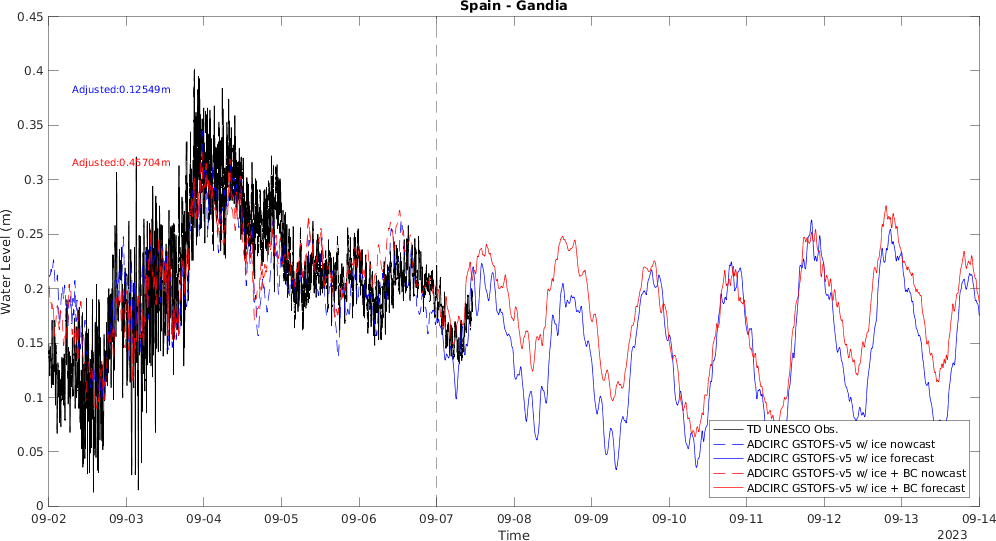 Spain - Gandia
0.45
0.4
0.35
0.3
0.25
0.2
0.15
0.1
0.05
0
Water Level (m)
Adjusted:0.12549m
Adjusted:0.46704m
TD UNESCO Obs.
ADCIRC GSTOFS-v5 w/ ice nowcast
ADCIRC GSTOFS-v5 w/ ice forecast
ADCIRC GSTOFS-v5 w/ ice + BC nowcast
ADCIRC GSTOFS-v5 w/ ice + BC forecast
09-02 09-03 09-04 09-05 09-06 09-07 09-08 09-09 09-10 09-11 09-12 09-13 09-14
Time
2023